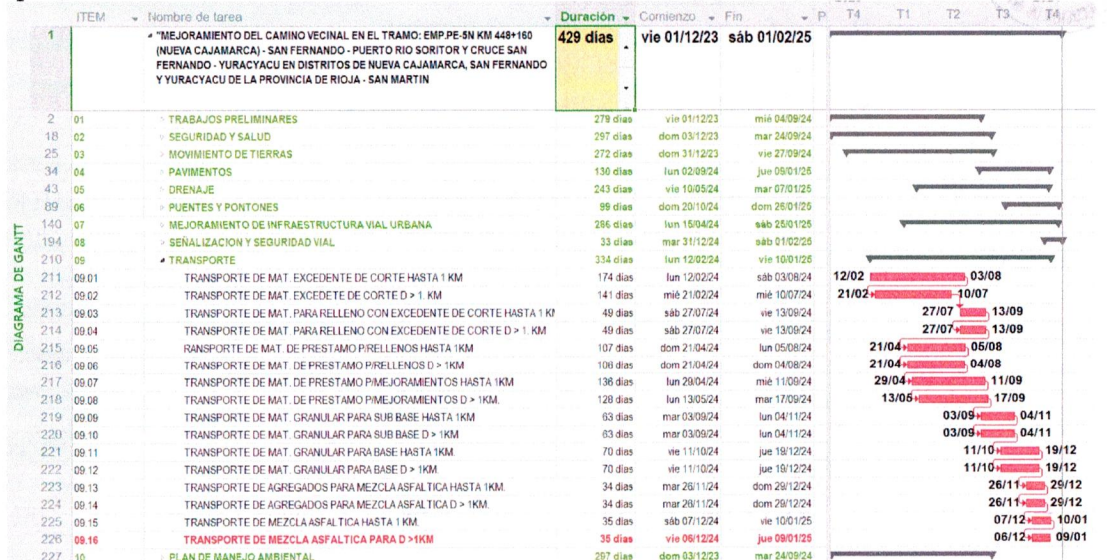 ITEM Nombre de tarea Duración Comienzo Fin P T4 T1 T2 T3 T4
1 "MEJORAMIENTO DEL CAMINO VECINAL EN EL TRAMO: EMP.PE-5N KM 448+160 429 días vie 01/12/23 sáb 01/02/25
(NUEVA CAJAMARCA) - SAN FERNANDO - PUERTO RIO SORITOR Y CRUCE SAN
FERNANDO - YURACYACU EN DISTRITOS DE NUEVA CAJAMARCA, SAN FERNANDO
Y YURACYACU DE LA PROVINCIA DE RIOJA - SAN MARTIN
2 01 TRABAJOS PRELIMINARES 279 días vie 01/12/23 mié 04/09/24
18 02 SEGURIDAD Y SALUD 297 días dom 03/12/23 mar 24/09/24
25 03 MOVIMIENTO DE TIERRAS 272 días dom 31/12/23 vie 27/09/24
34 04 PAVIMENTOS 130 días lun 02/09/24 jue 09/01/25
43 05 DRENAJE 243 días vie 10/05/24 mar 07/01/25
89 06 PUENTES Y PONTONES 99 días dom 20/10/24 dom 26/01/25
140 07 MEJORAMIENTO DE INFRAESTRUCTURA VIAL URBANA 286 días lun 15/04/24 sáb 25/01/25
194 08 SEÑALIZACION Y SEGURIDAD VIAL 33 días mar 31/12/24 sáb 01/02/25
210 09 TRANSPORTE 334 días lun 12/02/24 vie 10/01/25
211 09.01 TRANSPORTE DE MAT. EXCEDENTE DE CORTE HASTA 1 KM 174 días lun 12/02/24 sáb 03/08/24 12/02 03/08
212 09.02 TRANSPORTE DE MAT. EXCEDETE DE CORTE D > 1. KM 141 días mié 21/02/24 mié 10/07/24 21/02 10/07
213 09.03 TRANSPORTE DE MAT. PARA RELLENO CON EXCEDENTE DE CORTE HASTA 1 KM 49 días sáb 27/07/24 vie 13/09/24 27/07 13/09
214 09.04 TRANSPORTE DE MAT. PARA RELLENO CON EXCEDENTE DE CORTE D > 1. KM 49 días sáb 27/07/24 vie 13/09/24 27/07 13/09
215 09.05 RANSPORTE DE MAT. DE PRESTAMO P/RELLENOS HASTA 1KM 107 días dom 21/04/24 lun 05/08/24 21/04 05/08
216 09.06 TRANSPORTE DE MAT. DE PRESTAMO P/RELLENOS D > 1KM 106 días dom 21/04/24 dom 04/08/24 21/04 04/08
217 09.07 TRANSPORTE DE MAT. DE PRESTAMO P/MEJORAMIENTOS HASTA 1KM 136 días lun 29/04/24 mié 11/09/24 29/04 11/09
218 09.08 TRANSPORTE DE MAT. DE PRESTAMO P/MEJORAMIENTOS D > 1KM. 128 días lun 13/05/24 mar 17/09/24 13/05 17/09
219 09.09 TRANSPORTE DE MAT. GRANULAR PARA SUB BASE HASTA 1KM 63 días mar 03/09/24 lun 04/11/24 03/09 04/11
220 09.10 TRANSPORTE DE MAT. GRANULAR PARA SUB BASE D > 1KM 63 días mar 03/09/24 lun 04/11/24 03/09 04/11
221 09.11 TRANSPORTE DE MAT. GRANULAR PARA BASE HASTA 1KM. 70 días vie 11/10/24 jue 19/12/24 11/10 19/12
222 09.12 TRANSPORTE DE MAT. GRANULAR PARA BASE D > 1KM. 70 días vie 11/10/24 jue 19/12/24 11/10 19/12
223 09.13 TRANSPORTE DE AGREGADOS PARA MEZCLA ASFALTICA HASTA 1KM. 34 días mar 26/11/24 dom 29/12/24 26/11 29/12
224 09.14 TRANSPORTE DE AGREGADOS PARA MEZCLA ASFALTICA D > 1KM. 34 días mar 26/11/24 dom 29/12/24 26/11 29/12
225 09.15 TRANSPORTE DE MEZCLA ASFALTICA HASTA 1 KM. 35 días sáb 07/12/24 vie 10/01/25 07/12 10/01
226 09.16 TRANSPORTE DE MEZCLA ASFALTICA PARA D >1KM 35 días vie 06/12/24 jue 09/01/25 06/12 09/01
227 10 PLAN DE MANEJO AMBIENTAL 297 días dom 03/12/23 mar 24/09/24
DIAGRAMA DE GANTT